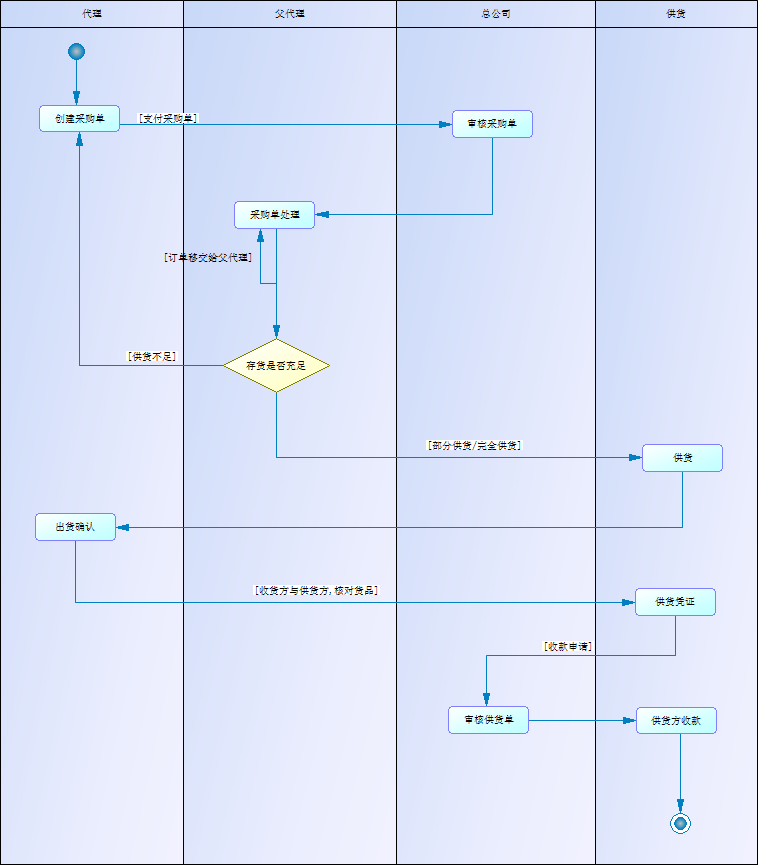 代理
父代理
总公司
供货
创建采购单
[支付采购单]
审核采购单
采购单处理
[订单移交给父代理]
[供货不足]
存货是否充足
[部分供货/完全供货]
供货
出货确认
[收货方与供货方,核对货品]
供货凭证
[收款申请]
审核供货单
供货方收款